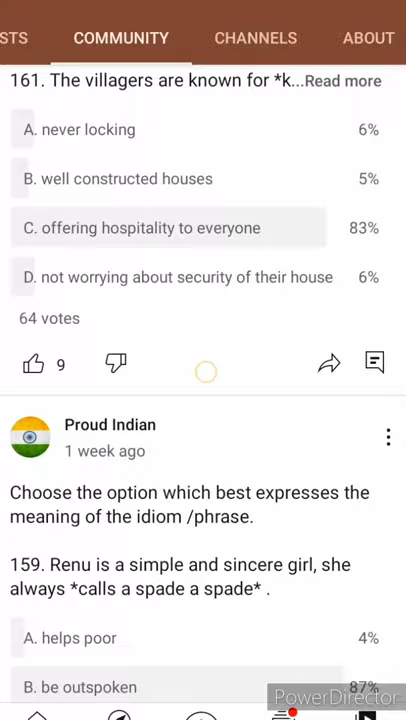 STS COMMUNITY CHANNELS ABOUT
161. The villagers are known for *k...Read more
A. never locking 6%
B. well constructed houses 5%
C. offering hospitality to everyone 83%
D. not worrying about security of their house 6%
64 votes
9
Proud Indian
1 week ago
Choose the option which best expresses the
meaning of the idiom /phrase.
159. Renu is a simple and sincere girl, she
always *calls a spade a spade* .
A. helps poor 4%
B. be outspoken 87%
PowerDirector